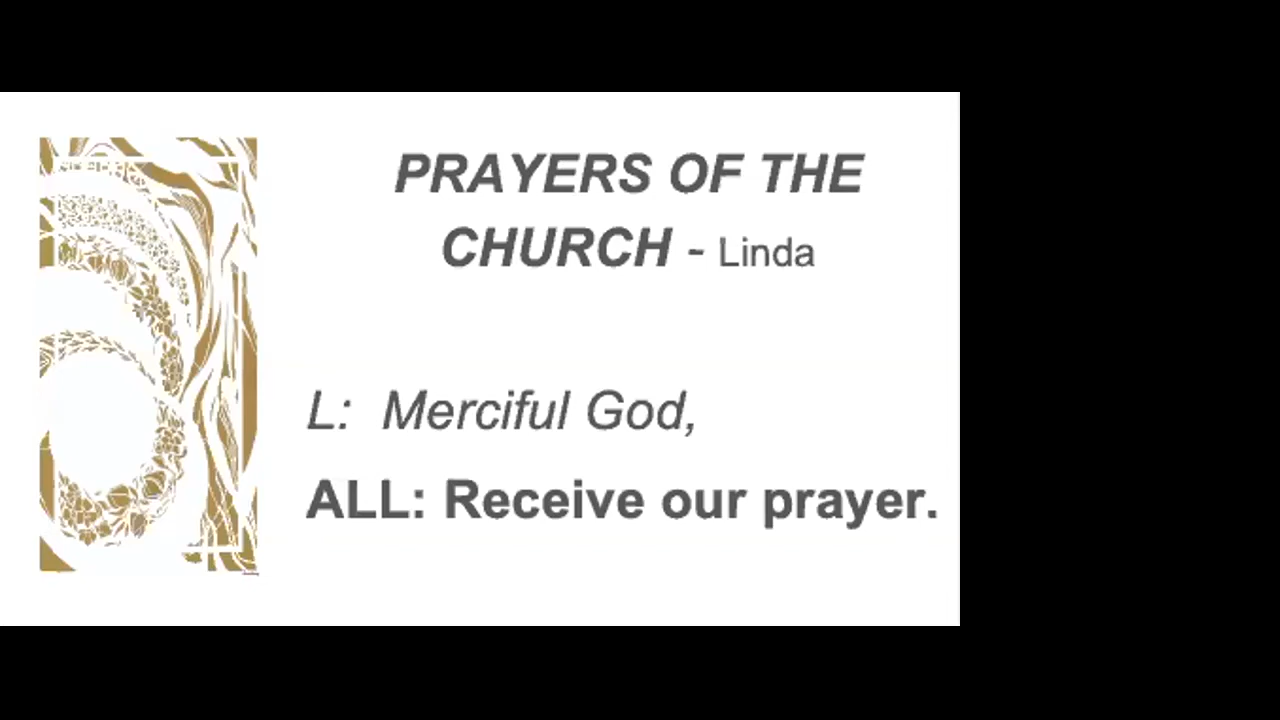 PRAYERS OF THE
CHURCH - Linda
L: Merciful God,
ALL: Receive our prayer.